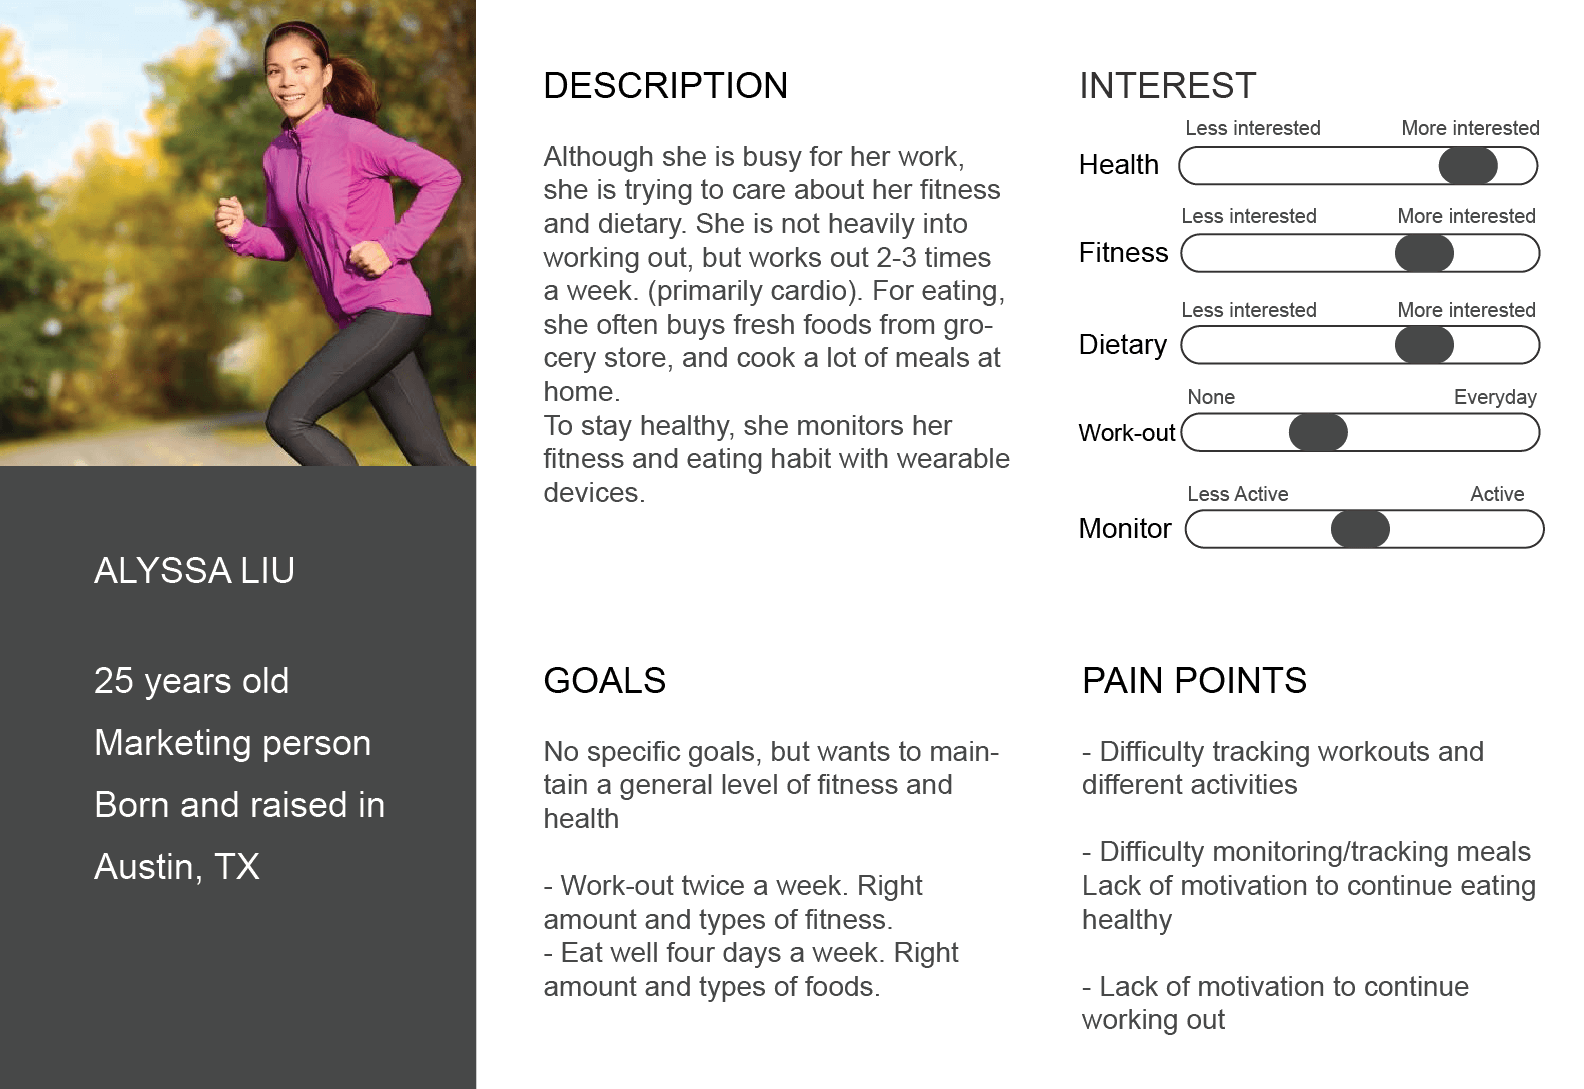 ALYSSA LIU
25 years old
Marketing person
Born and raised in
Austin, TX
DESCRIPTION
Although she is busy for her work,
she is trying to care about her fitness
and dietary. She is not heavily into
working out, but works out 2-3 times
a week. (primarily cardio). For eating,
she often buys fresh foods from gro-
cery store, and cook a lot of meals at
home.
To stay healthy, she monitors her
fitness and eating habit with wearable
devices.
INTEREST
Less interested More interested
Health
Less interested More interested
Fitness
Less interested More interested
Dietary
None Everyday
Work-out
Less Active Active
Monitor
GOALS
No specific goals, but wants to main-
tain a general level of fitness and
health
- Work-out twice a week. Right
amount and types of fitness.
- Eat well four days a week. Right
amount and types of foods.
PAIN POINTS
- Difficulty tracking workouts and
different activities
- Difficulty monitoring/tracking meals
Lack of motivation to continue eating
healthy
- Lack of motivation to continue
working out